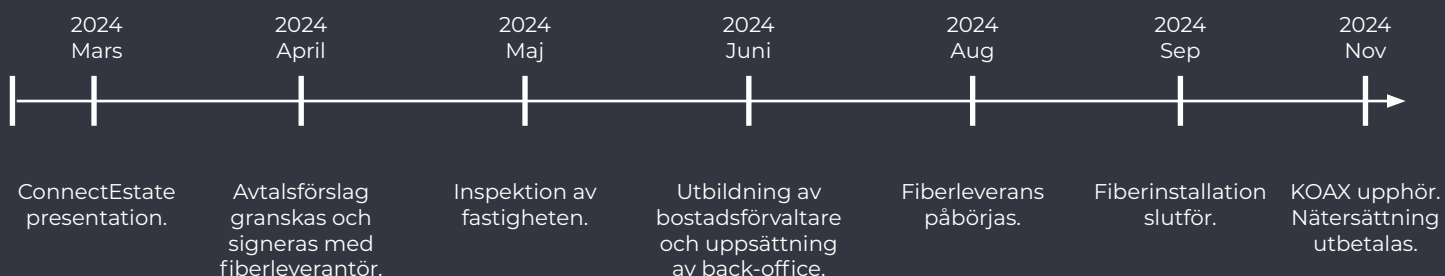 2024
Mars
2024
April
2024
Maj
2024
Juni
2024
Aug
2024
Sep
2024
Nov
ConnectEstate
presentation.
Avtalsförslag
granskas och
signeras med
fiberleverantör.
Inspektion av
fastigheten.
Utbildning av
bostadsförvaltare
och uppsättning
av back-office.
Fiberleverans
påbörjas.
Fiberinstallation
slutför.
KOAX upphör.
Nätersättning
utbetalas.